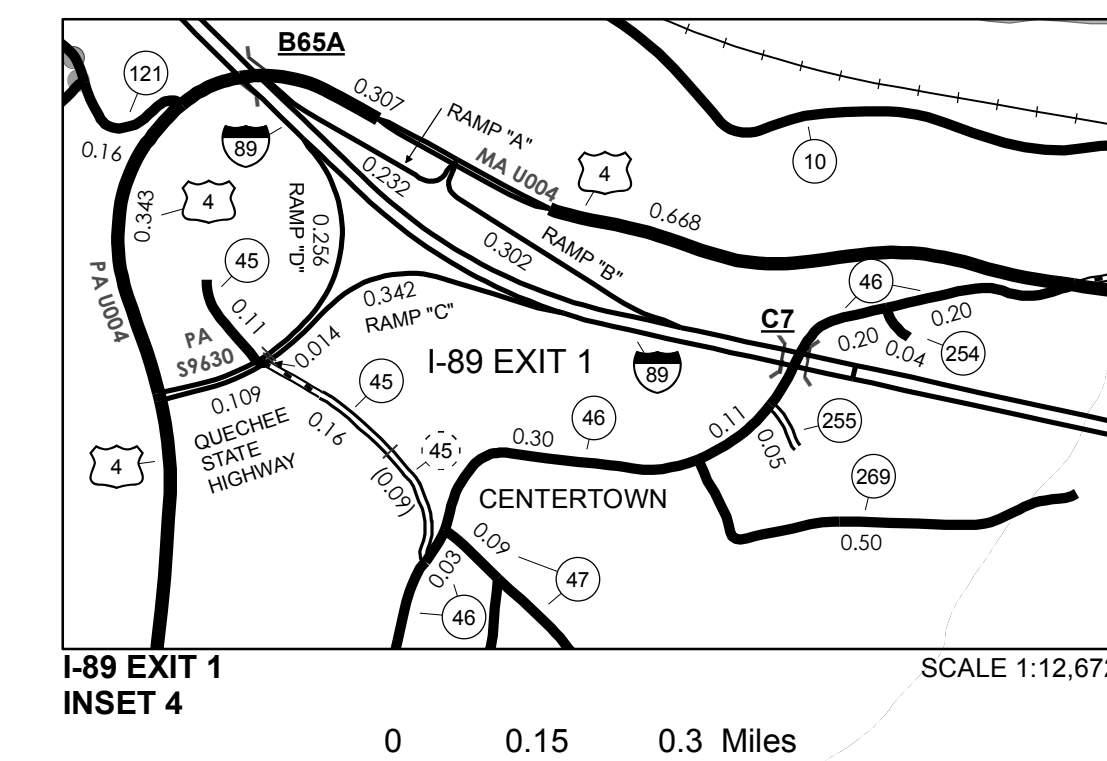 B65A
121
0.307
RAMP "A"
MA U004
89
0.16
4
10
0.343
4
0.232
RAMP "D"
0.256
0.668
0.302
RAMP "B"
45
46
PA U004
0.11
0.342
RAMP "C"
C7
0.20
0.20
0.04
254
PA
S9630
0.014
I-89 EXIT 1
89
45
0.109
QUECHEE
STATE
HIGHWAY
4
0.16
46
0.30
0.11
0.05
255
45
(0.09)
CENTERTOWN
269
0.50
0.09
0.03
47
46
I-89 EXIT 1
INSET 4
SCALE 1:12,672
0 0.15 0.3 Miles